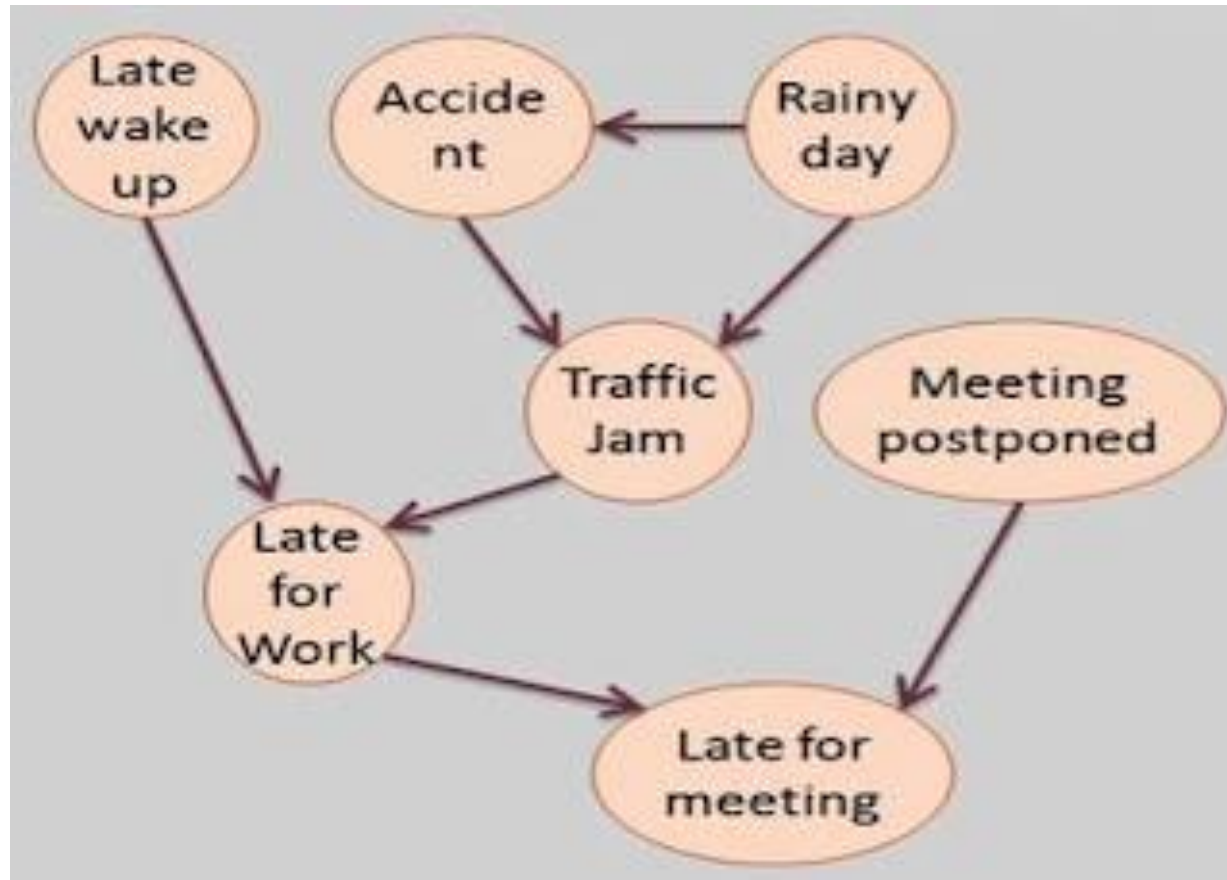 Late
wake
up
Accide
nt
Rainy
day
Traffic
Jam
Meeting
postponed
Late
for
Work
Late for
meeting